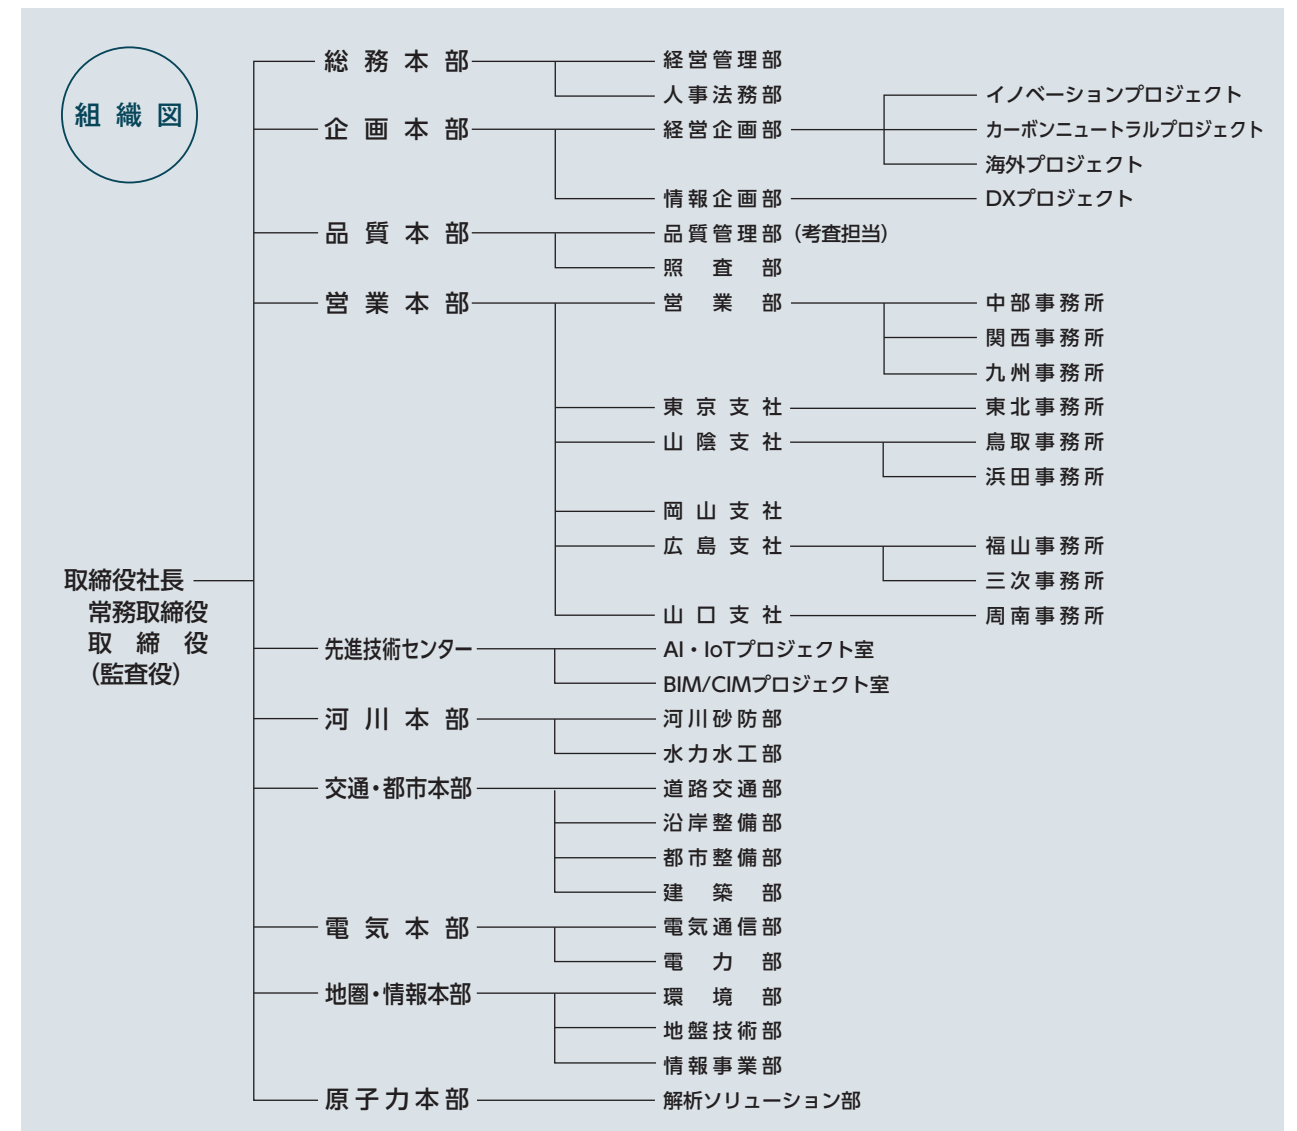 組織図
総務本部 経営管理部
人事法務部 イノベーションプロジェクト
企画本部 経営企画部 カーボンニュートラルプロジェクト
海外プロジェクト
情報企画部 DXプロジェクト
品質本部 品質管理部(考査担当)
照査部
営業本部 営業部 中部事務所
関西事務所
九州事務所
東京支社 東北事務所
山陰支社 鳥取事務所
浜田事務所
岡山支社
広島支社 福山事務所
三次事務所
山口支社 周南事務所
取締役社長
常務取締役
取締役
(監査役)
先進技術センター AI・IoTプロジェクト室
BIM/CIMプロジェクト室
河川本部 河川砂防部
水力水工部
交通・都市本部 道路交通部
沿岸整備部
都市整備部
建築部
電気本部 電気通信部
電力部
地圏・情報本部 環境部
地盤技術部
情報事業部
原子力本部 解析ソリューション部